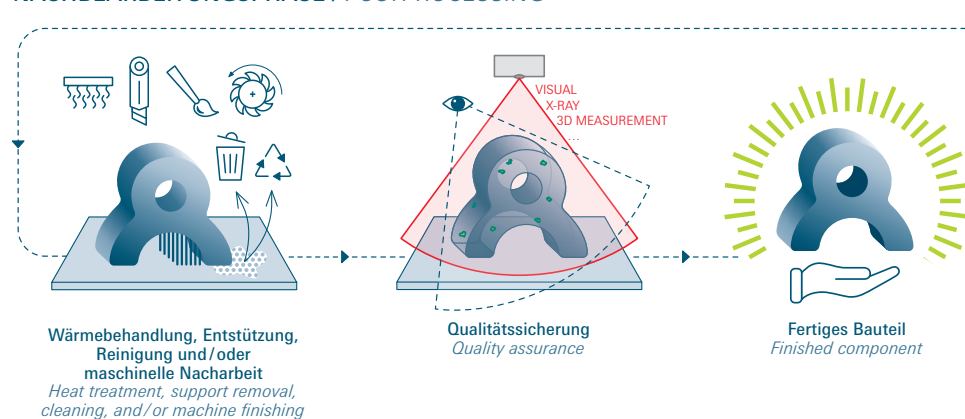 VISUAL
X-RAY
3D MEASUREMENT
...
Wärmebehandlung, Entstützung,
Reinigung und/oder
maschinelle Nacharbeit
Heat treatment, support removal,
cleaning, and/or machine finishing
Qualitätssicherung
Quality assurance
Fertiges Bauteil
Finished component